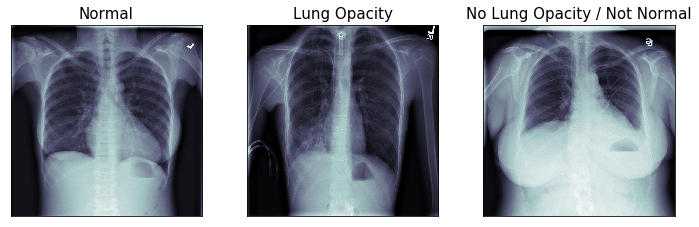 Normal
Lung Opacity
No Lung Opacity / Not Normal